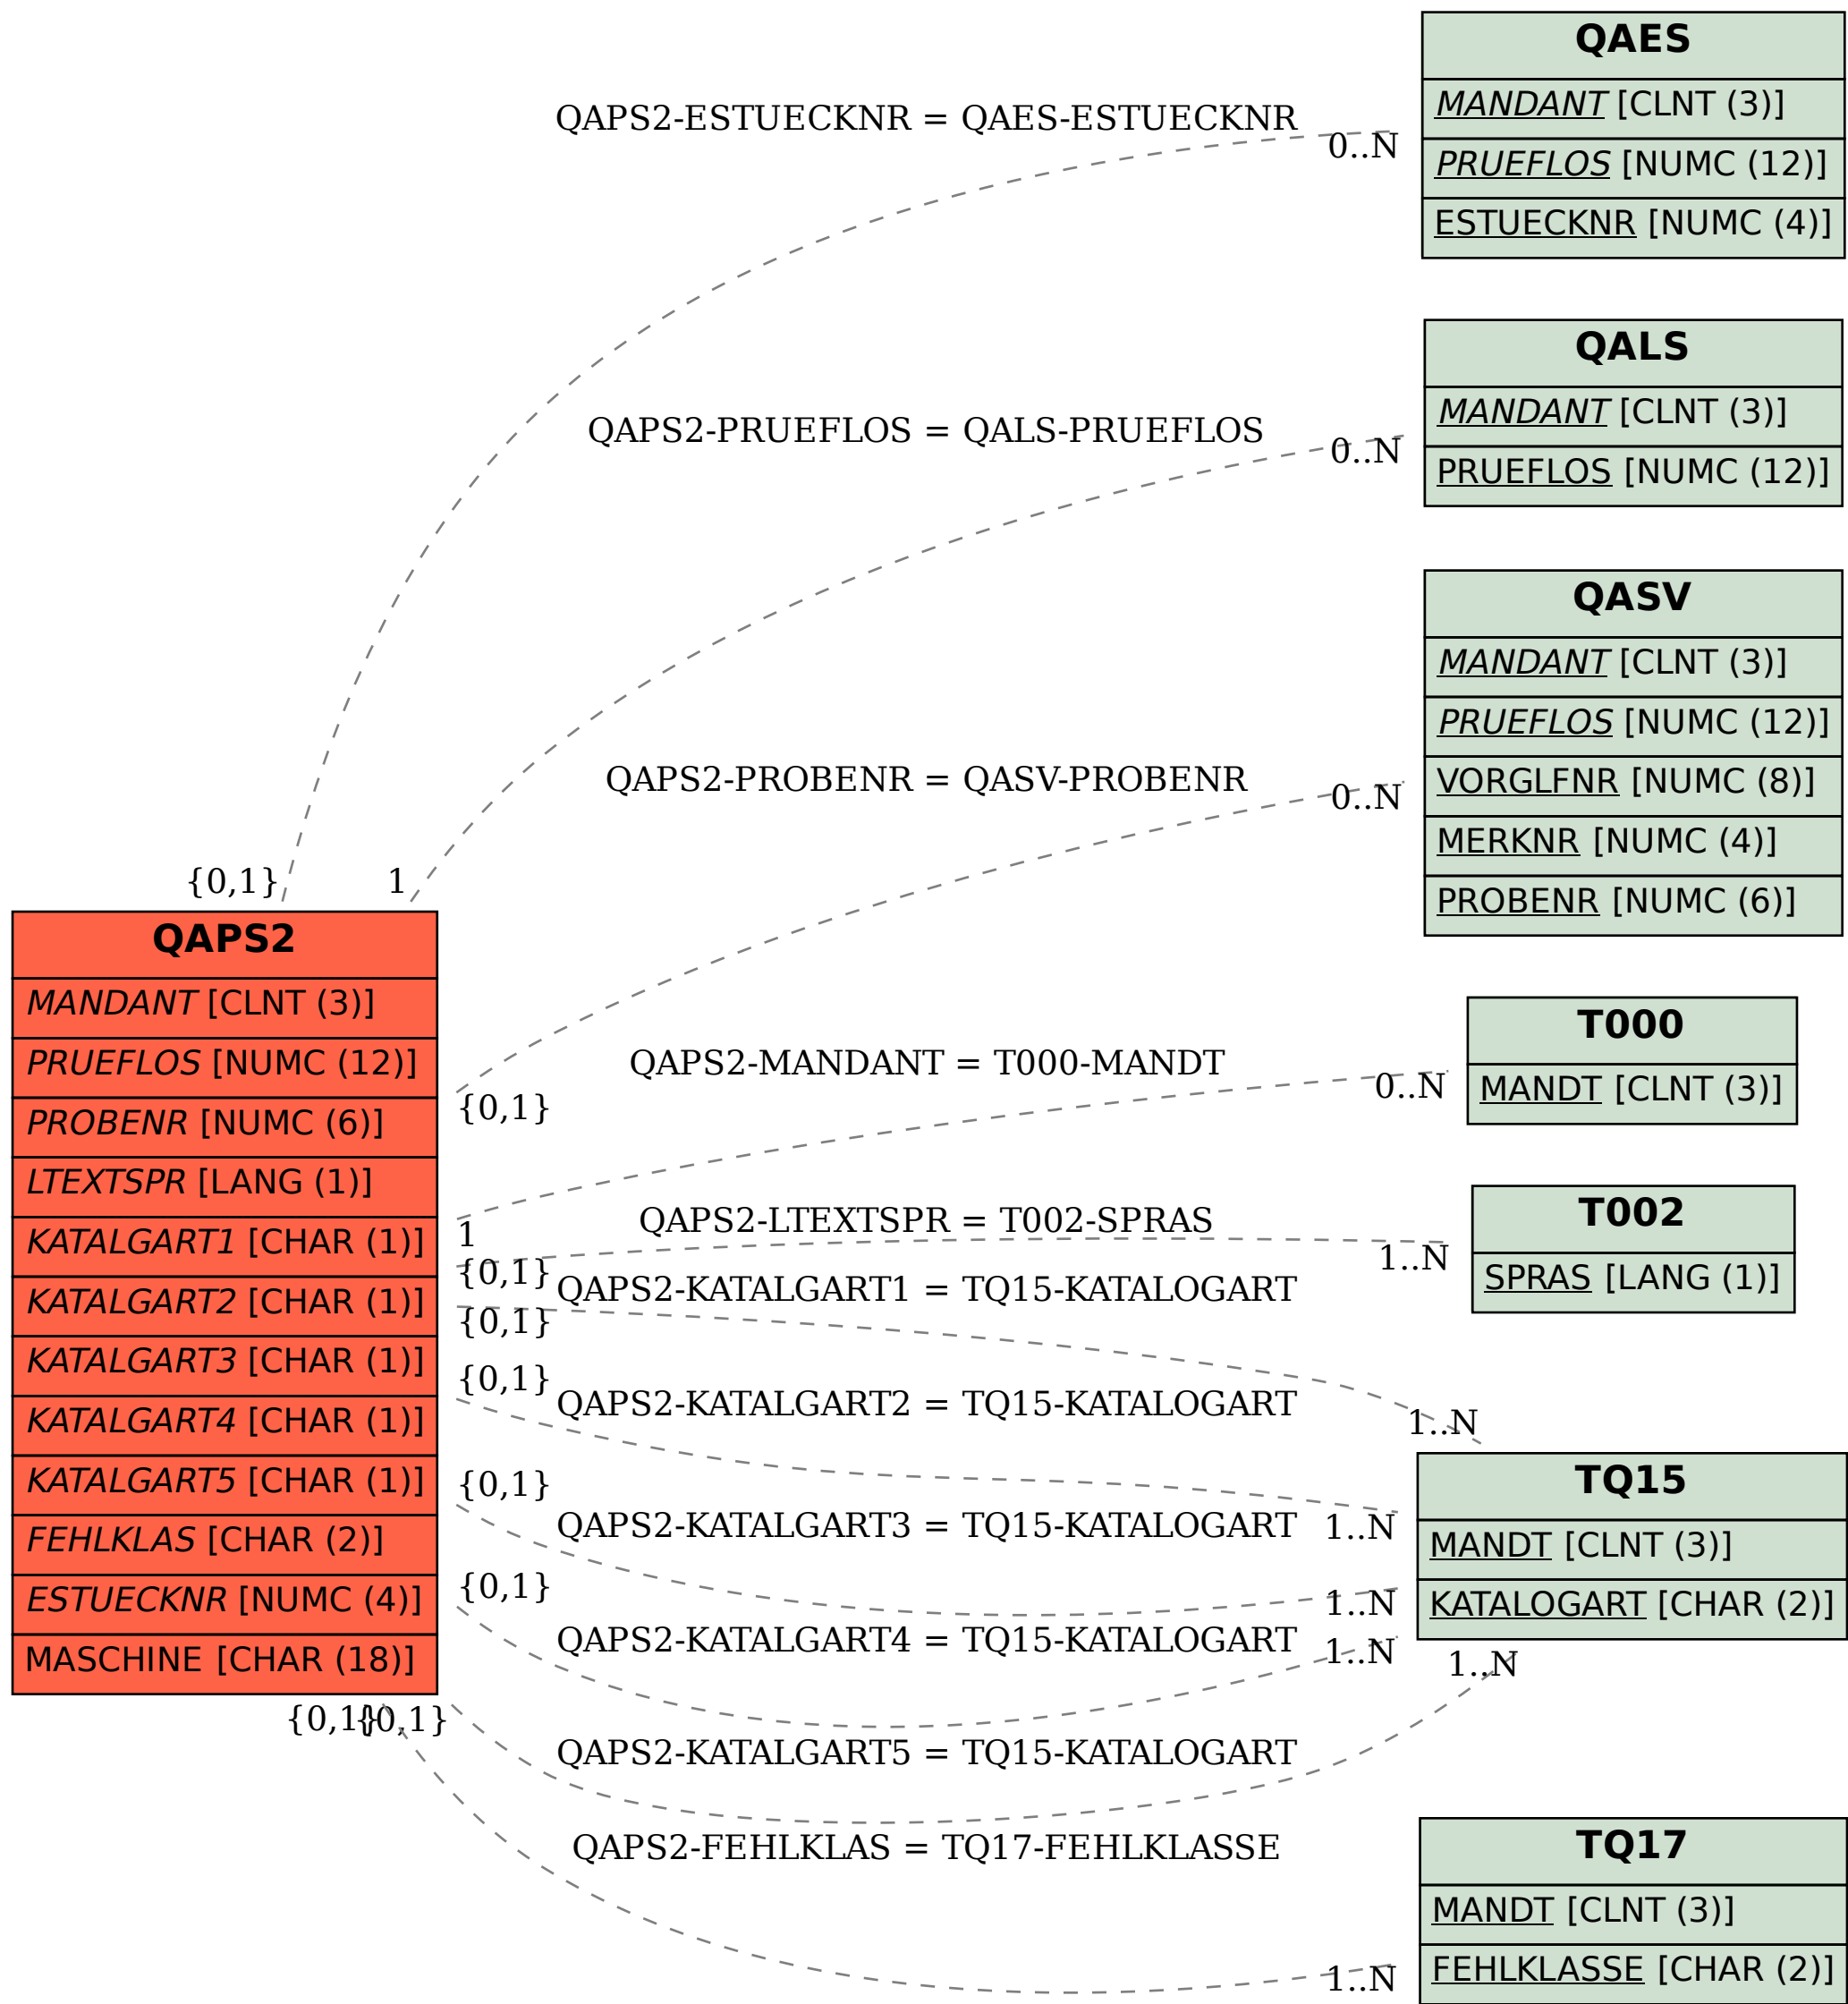 QAES
MANDANT [CLNT (3)]
PRUEFLOS [NUMC (12)]
ESTUECKNR [NUMC (4)]
QAPS2-ESTUECKNR = QAES-ESTUECKNR
0..N
{0,1}
QALS
MANDANT [CLNT (3)]
PRUEFLOS [NUMC (12)]
QAPS2-PRUEFLOS = QALS-PRUEFLOS
0..N
1
QASV
MANDANT [CLNT (3)]
PRUEFLOS [NUMC (12)]
VORGLFNR [NUMC (8)]
MERKNR [NUMC (4)]
PROBENR [NUMC (6)]
QAPS2-PROBENR = QASV-PROBENR
0..N
{0,1}
QAPS2
MANDANT [CLNT (3)]
PRUEFLOS [NUMC (12)]
PROBENR [NUMC (6)]
LTEXTSPR [LANG (1)]
KATALGART1 [CHAR (1)]
KATALGART2 [CHAR (1)]
KATALGART3 [CHAR (1)]
KATALGART4 [CHAR (1)]
KATALGART5 [CHAR (1)]
FEHLKLAS [CHAR (2)]
ESTUECKNR [NUMC (4)]
MASCHINE [CHAR (18)]
T000
MANDT [CLNT (3)]
QAPS2-MANDANT = T000-MANDT
0..N
1
T002
SPRAS [LANG (1)]
QAPS2-LTEXTSPR = T002-SPRAS
1..N
{0,1}
QAPS2-KATALGART1 = TQ15-KATALOGART
{0,1}
1..N
{0,1}
QAPS2-KATALGART2 = TQ15-KATALOGART
1..N
TQ15
MANDT [CLNT (3)]
KATALOGART [CHAR (2)]
{0,1}
QAPS2-KATALGART3 = TQ15-KATALOGART
1..N
{0,1}
QAPS2-KATALGART4 = TQ15-KATALOGART
1..N
1..N
{0,1}
{0,1}
QAPS2-KATALGART5 = TQ15-KATALOGART
QAPS2-FEHLKLAS = TQ17-FEHLKLASSE
1..N
TQ17
MANDT [CLNT (3)]
FEHLKLASSE [CHAR (2)]